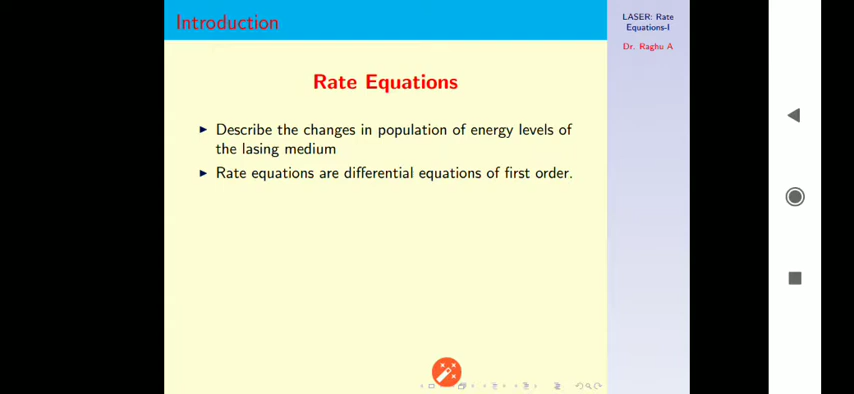 Introduction
LASER: Rate
Equations-I
Dr. Raghu A
Rate Equations
Describe the changes in population of energy levels of
the lasing medium
Rate equations are differential equations of first order.